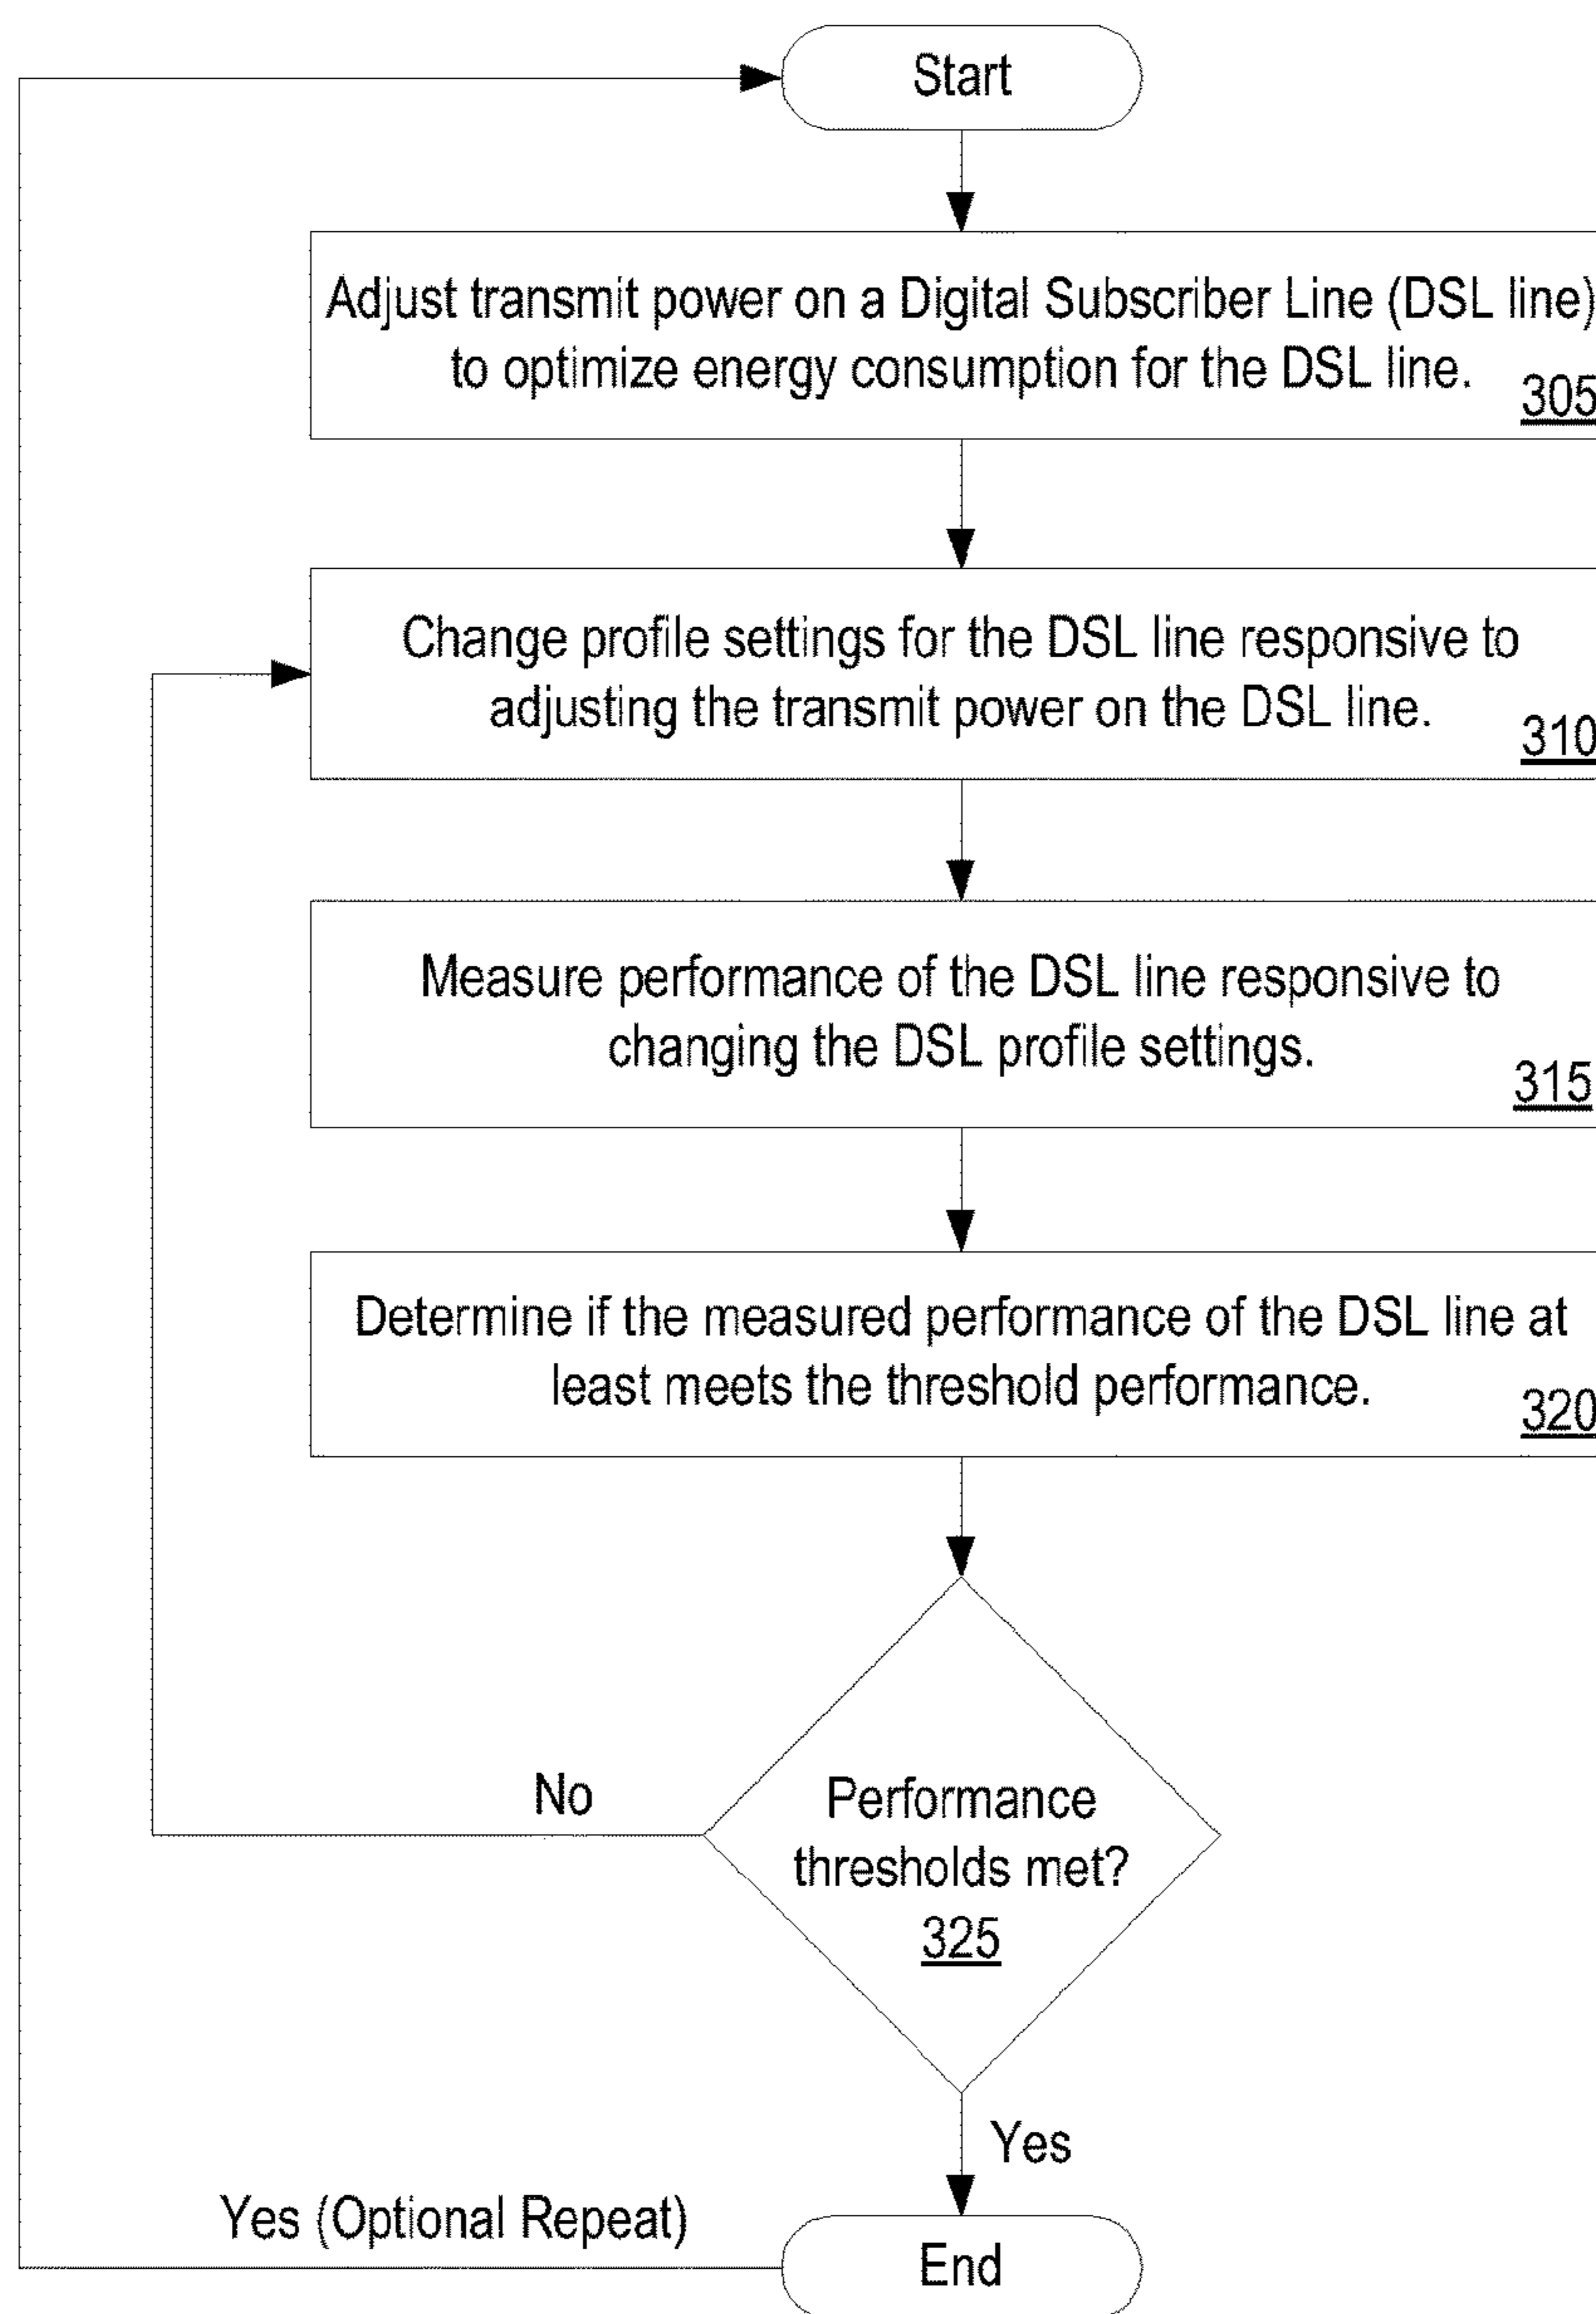 Start
Adjust transmit power on a Digital Subscriber Line (DSL line)
to optimize energy consumption for the DSL line.
305
Change profile settings for the DSL line responsive to
adjusting the transmit power on the DSL line.
310
Measure performance of the DSL line responsive to
changing the DSL profile settings.
315
Determine if the measured performance of the DSL line at
least meets the threshold performance.
320
No
Performance
thresholds met?
325
Yes
Yes (Optional Repeat)
End